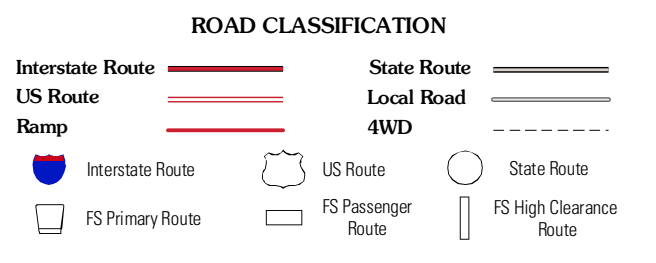 ROAD CLASSIFICATION
Interstate Route
State Route
US Route
Local Road
Ramp
4WD
Interstate Route
US Route
State Route
FS Primary Route
FS Passenger
Route
FS High Clearance
Route